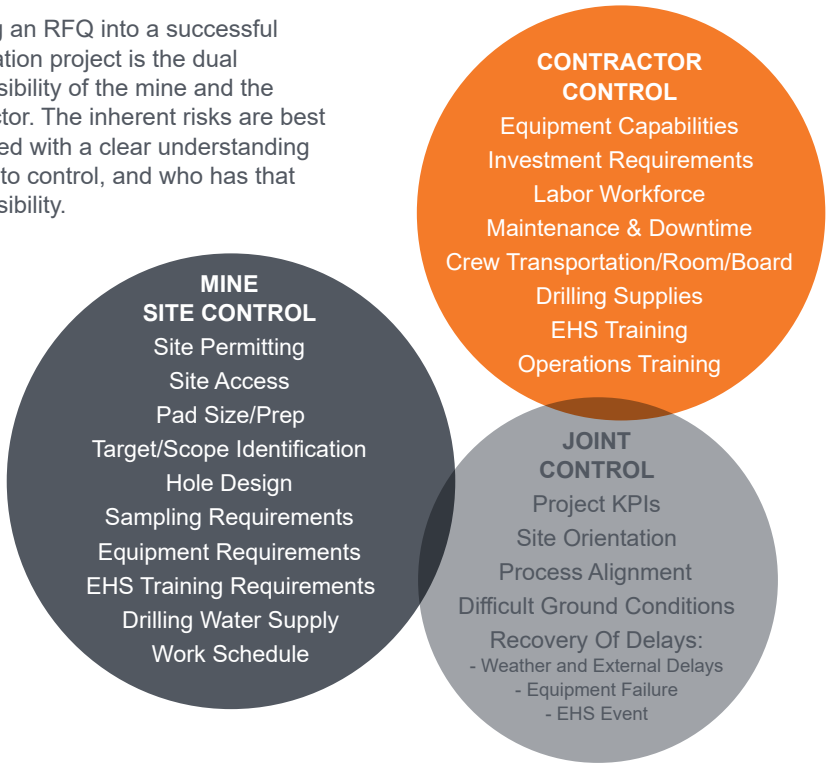 an RFQ into a successful
project is the dual
of the mine and the
The inherent risks are best
with a clear understanding
to control, and who has that
CONTRACTOR
CONTROL
Equipment Capabilities
Investment Requirements
Labor Workforce
Maintenance & Downtime
Crew Transportation/Room/Board
Drilling Supplies
EHS Training
Operations Training
MINE
SITE CONTROL
Site Permitting
Site Access
Pad Size/Prep
Target/Scope Identification
Hole Design
Sampling Requirements
Equipment Requirements
EHS Training Requirements
Drilling Water Supply
Work Schedule
JOINT
CONTROL
Project KPIs
Site Orientation
Process Alignment
Difficult Ground Conditions
Recovery Of Delays:
- Weather and External Delays
- Equipment Failure
- EHS Event